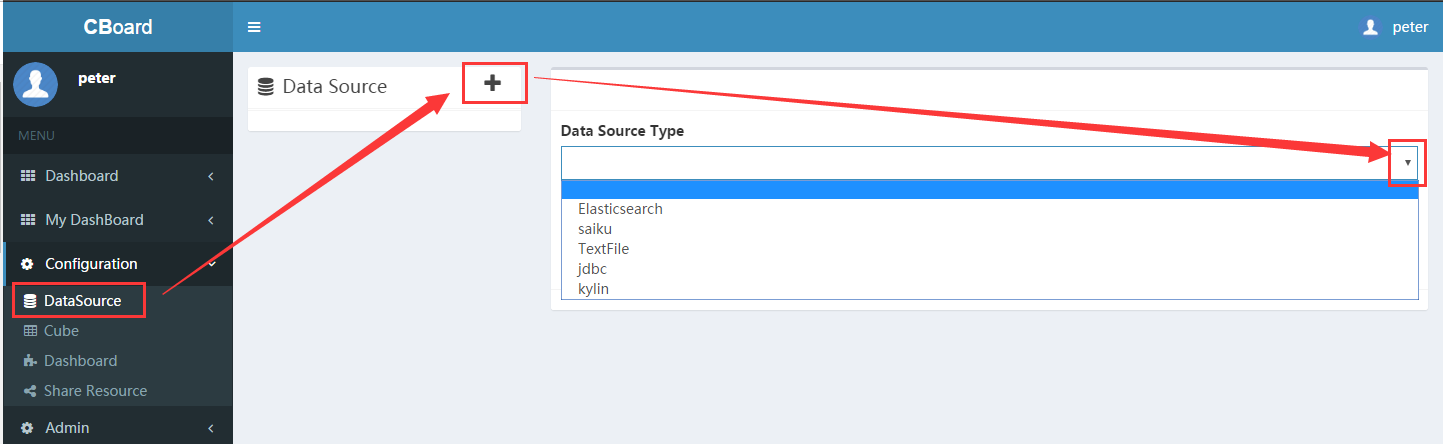 CBoard
peter
peter
MENU
Dashboard
My DashBoard
Configuration
DataSource
Cube
Dashboard
Share Resource
Admin
Data Source
Data Source Type
Elasticsearch
saiku
TextFile
jdbc
kylin